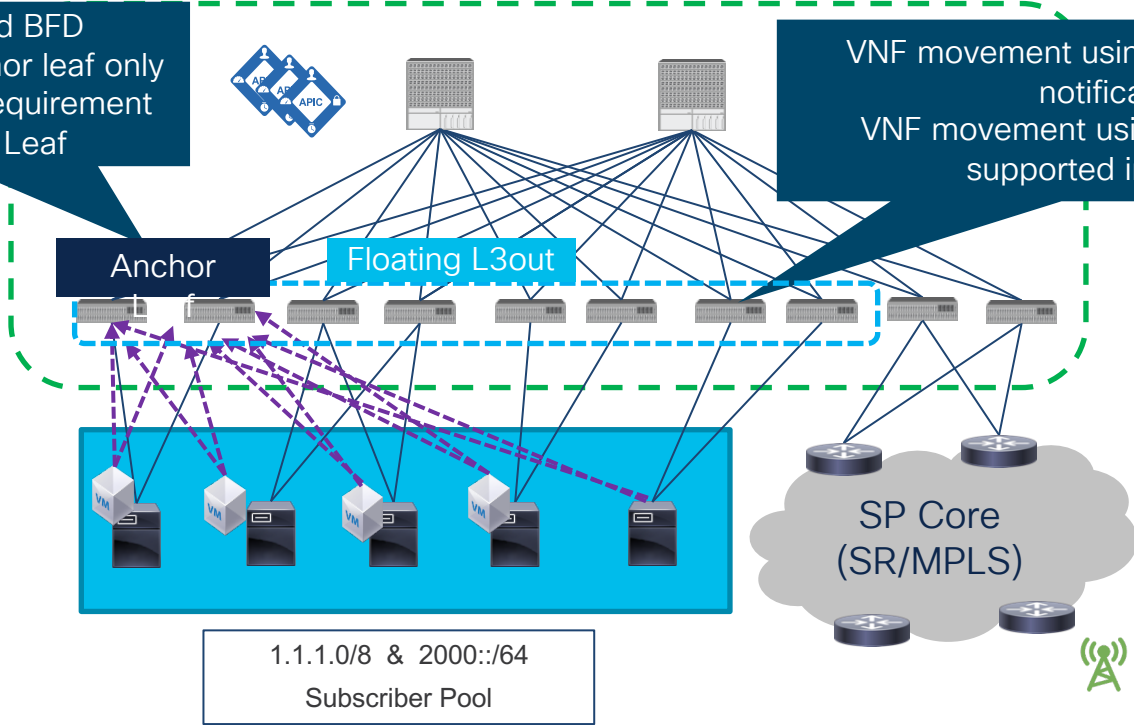 d BFD
or leaf only
equirement
Leaf
APIC
VNF movement using
notifica
VNF movement usi
supported i
Anchor
L f
Floating L3out
VM
VM
VM
VM
SP Core
(SR/MPLS)
1.1.1.0/8 & 2000::/64
Subscriber Pool